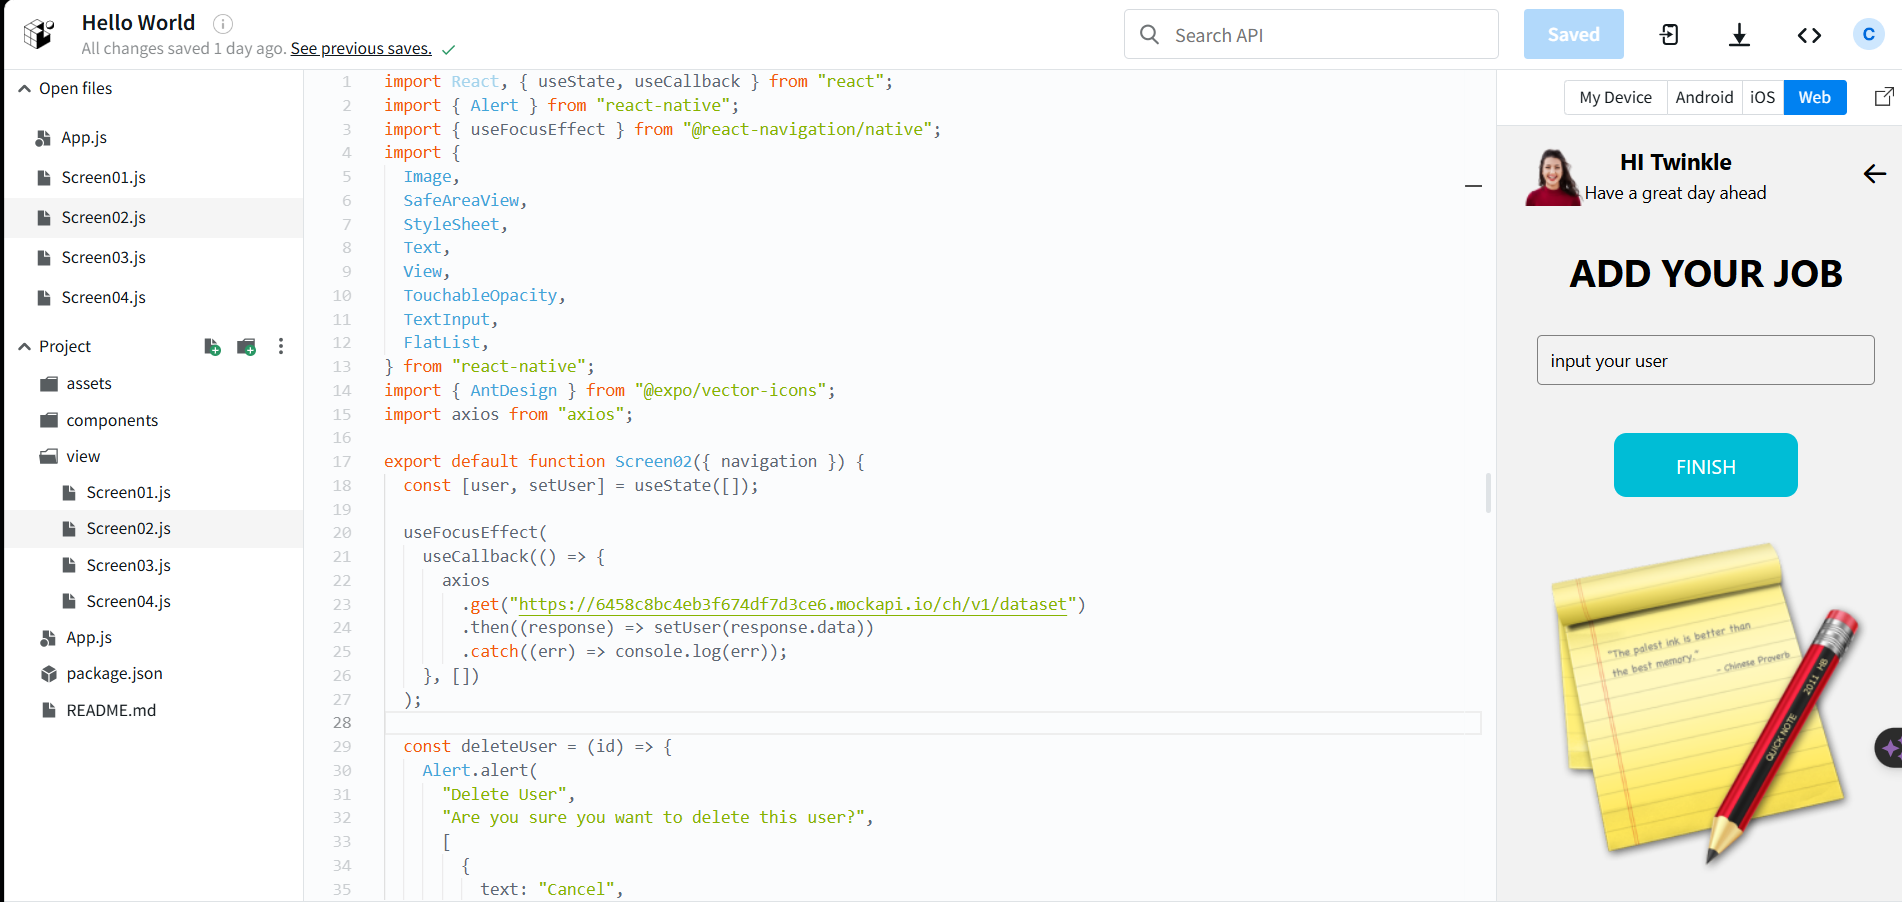 Hello World
All changes saved 1 day ago. See previous saves.
Search API
Saved
C
Open files
App.js
Screen01.js
Screen02.js
Screen03.js
Screen04.js
Project
assets
components
view
Screen01.js
Screen02.js
Screen03.js
Screen04.js
App.js
package.json
README.md
1 import React, { useState, useCallback } from "react";
2 import { Alert } from "react-native";
3 import { useFocusEffect } from "@react-navigation/native";
4 import {
5 Image,
6 SafeAreaView,
7 StyleSheet,
8 Text,
9 View,
10 TouchableOpacity,
11 TextInput,
12 FlatList,
13 } from "react-native";
14 import { AntDesign } from "@expo/vector-icons";
15 import axios from "axios";
16
17 export default function Screen02({ navigation }) {
18 const [user, setUser] = useState([]);
19
20 useFocusEffect(
21 useCallback(() => {
22 axios
23 .get("https://6458c8bc4eb3f674df7d3ce6.mockapi.io/ch/v1/dataset")
24 .then((response) => setUser(response.data))
25 .catch((err) => console.log(err));
26 }, [])
27 );
28
29 const deleteUser = (id) => {
30 Alert.alert(
31 "Delete User",
32 "Are you sure you want to delete this user?",
33 [
34 {
35 text: "Cancel",
My Device
Android
iOS
Web
HI Twinkle
Have a great day ahead
ADD YOUR JOB
input your user
FINISH
"The palest ink is better than
the best memory."
- Chinese Proverb
QUICK NOTE 2011 HB